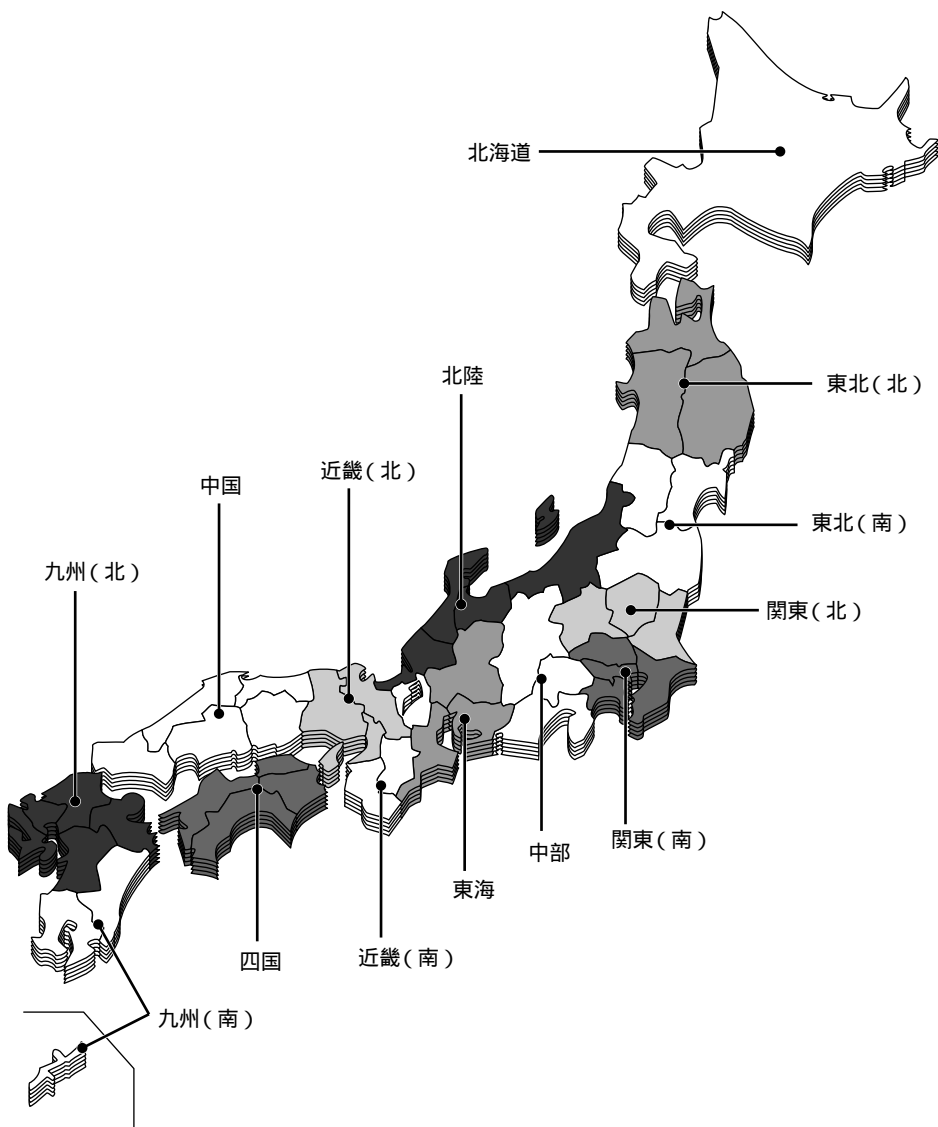 北海道
北陸
東北(北)
近畿(北)
中国
東北(南)
九州(北)
関東(北)
関東(南)
中部
東海
近畿(南)
四国
九州(南)